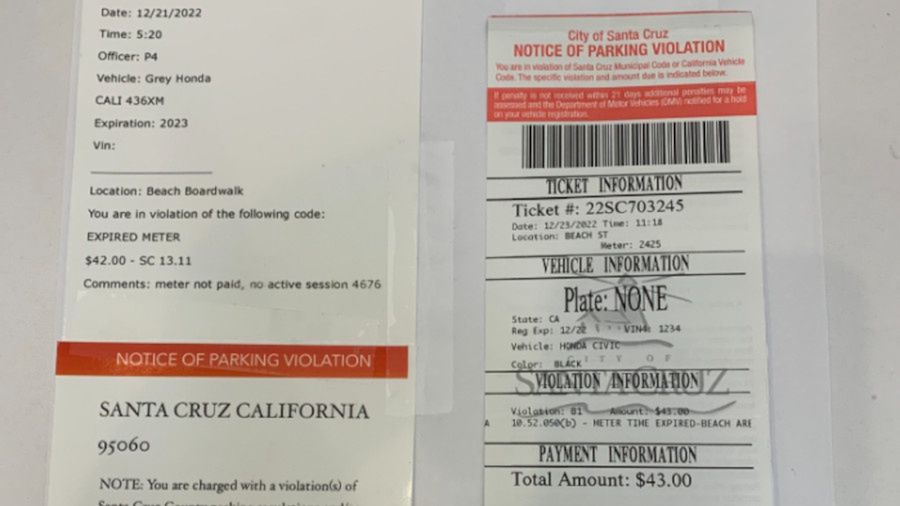 Date: 12/21/2022
Time: 5:20
Officer: P4
Vehicle: Grey Honda
CALI 436XM
Expiration: 2023
Vin:
Location: Beach Boardwalk
You are in violation of the following code:
EXPIRED METER
$42.00 - SC 13.11
Comments: meter not paid, no active session 4676
NOTICE OF PARKING VIOLATION
SANTA CRUZ CALIFORNIA
95060
NOTE: You are charged with a violation(s) of
City of Santa Cruz
NOTICE OF PARKING VIOLATION
You are in violation of Santa Cruz Municipal Code or California Vehicle
Code. The specific violation and amount due is indicated below.
If penalty is not received within 21 days additional penalties may be
assessed and the Department of Motor Vehicles (DMV) notified for a hold
on your vehicle registration.
TICKET INFORMATION
Ticket #: 22SC703245
Date: 12/23/2022 Time: 11:18
Location: BEACH ST
Meter: 2425
VEHICLE INFORMATION
Plate: NONE
State: CA
Reg Exp: 12/22 VIN4: 1234
Vehicle: HONDA CIVIC
Color: BLACK
CITY OF
SANTA CRUZ
VIOLATION INFORMATION
Violation: 81 Amount: $43.00
A 10.52.050(b) - METER TIME EXPIRED-BEACH ARE
PAYMENT INFORMATION
Total Amount: $43.00